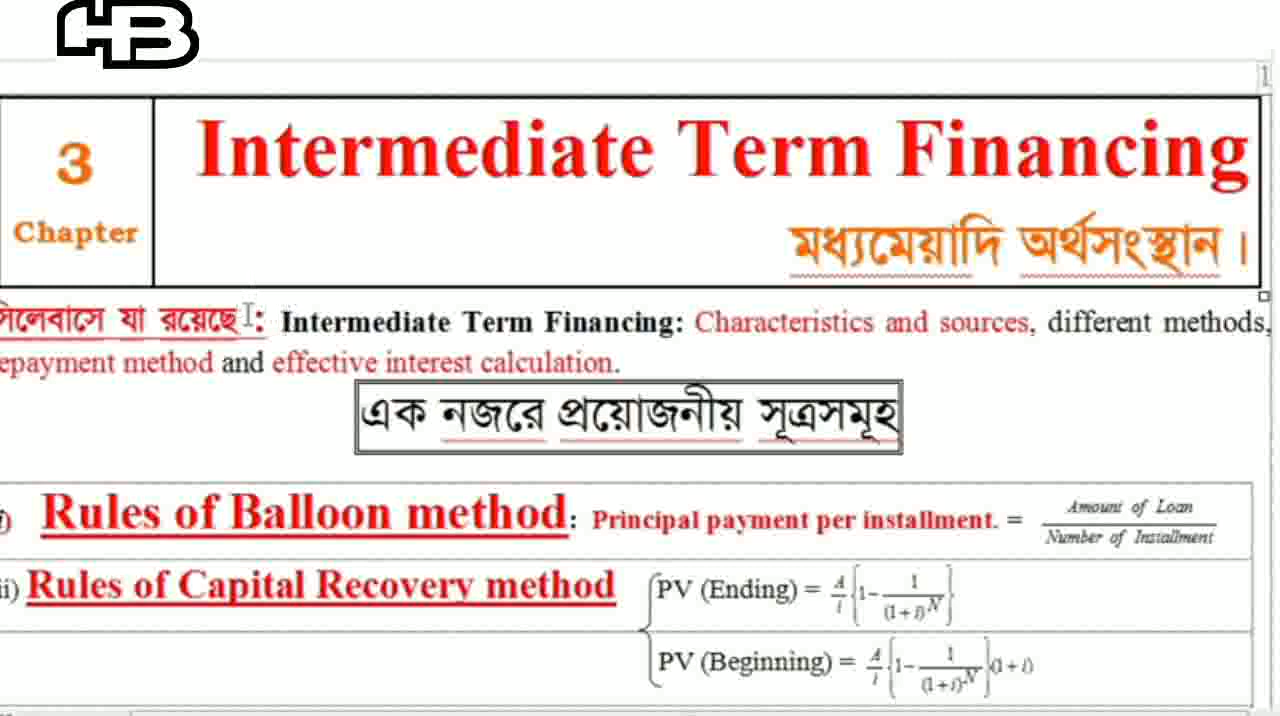 HB
1
3
Chapter
Intermediate Term Financing
মধ্যমেয়াদি অর্থসংস্থান ।
সিলেবাসে যা রয়েছে : Intermediate Term Financing: Characteristics and sources, different methods,
epayment method and effective interest calculation.
এক নজরে প্রয়োজনীয় সূত্রসমূহ
i) Rules of Balloon method: Principal payment per installment. = Amount of Loan / Number of Installment
ii) Rules of Capital Recovery method
PV (Ending) = A/i {1 - 1/(1+i)^N}
PV (Beginning) = A/i {1 - 1/(1+i)^N}(1+i)